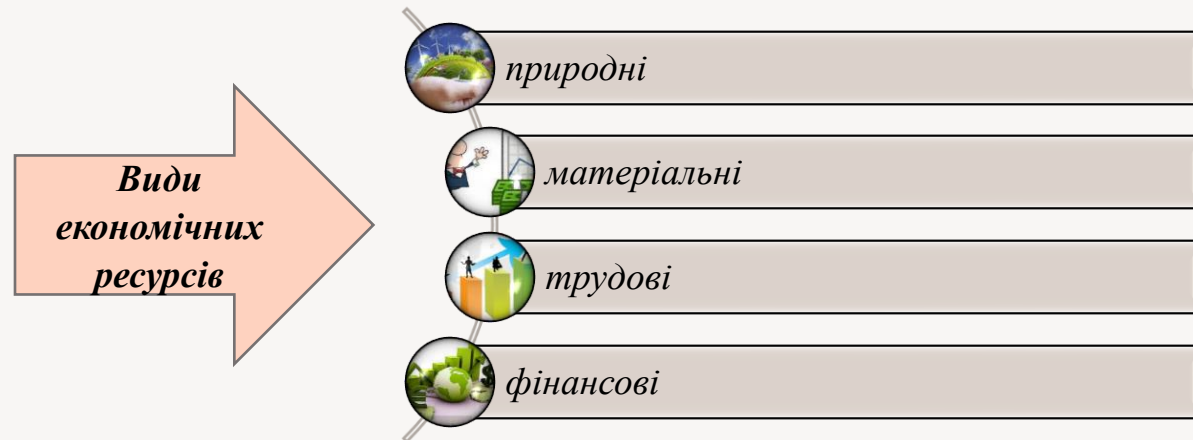 Види
економічних
ресурсів
природні
матеріальні
трудові
фінансові